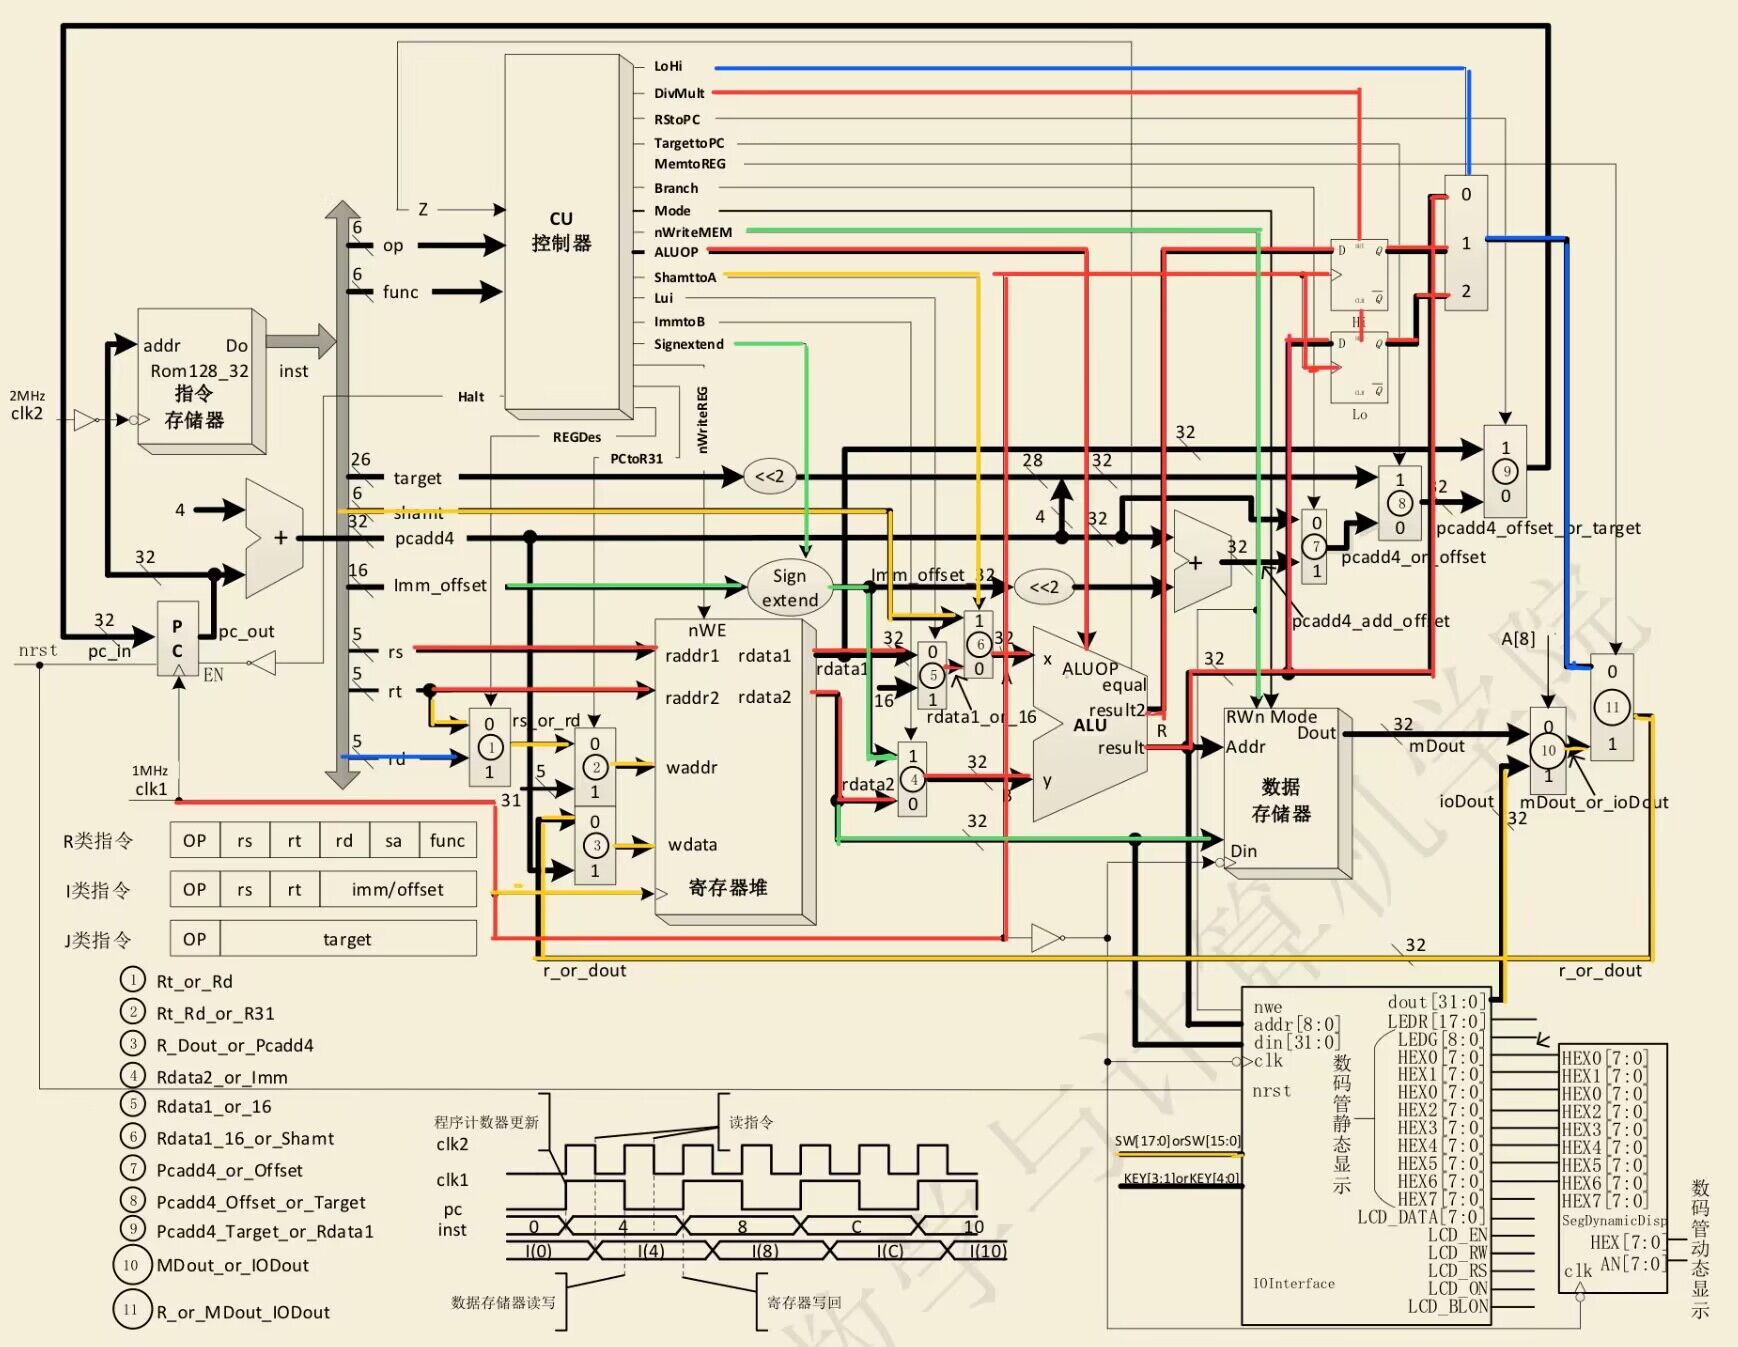 LoHi
DivMult
RStoPC
TargettoPC
MemtoREG
Branch
Mode
nWriteMEM
ALUOP
ShamttoA
Lui
ImmtoB
Signextend
CU
控制器
Z
6
op
6
func
0
1
2
D
Q
Q
Hi
D
Q
Q
Lo
addr
Do
Rom128_32
指令
存储器
inst
2MHz
clk2
Halt
REGDes
PCtoR31
nWriteREG
26
target
<<2
28
32
32
4
6
shamt
32
pcadd4
32
16
Imm_offset
Sign
extend
Imm_offset_32
<<2
4
+
32
+
32
0
7
1
1
8
0
1
9
0
32
pcadd4_offset_or_target
pcadd4_or_offset
pcadd4_add_offset
P
C
EN
32
pc_in
pc_out
nrst
5
rs
5
rt
5
rd
1MHz
clk1
0
1
1
rs_or_rd
0
2
1
5
31
0
3
1
nWE
raddr1
rdata1
raddr2
rdata2
waddr
wdata
寄存器堆
rdata1
32
16
0
5
1
rdata1_or_16
1
6
0
32
A
rdata2
1
4
0
32
B
32
x
ALUOP
equal
result2
ALU
result
y
R
32
RWn Mode
Dout
Addr
数据
存储器
Din
32
mDout
A[8]
0
10
1
ioDout
32
mDout_or_ioDout
0
11
1
32
r_or_dout
r_or_dout
R类指令
OP rs rt rd sa func
I类指令
OP rs rt imm/offset
J类指令
OP target
1 Rt_or_Rd
2 Rt_Rd_or_R31
3 R_Dout_or_Pcadd4
4 Rdata2_or_Imm
5 Rdata1_or_16
6 Rdata1_16_or_Shamt
7 Pcadd4_or_Offset
8 Pcadd4_Offset_or_Target
9 Pcadd4_Target_or_Rdata1
10 MDout_or_IODout
11 R_or_MDout_IODout
程序计数器更新
读指令
clk2
clk1
pc
0 4 8 C 10
inst
I(0) I(4) I(8) I(C) I(10)
数据存储器读写
寄存器写回
nwe
addr[8:0]
din[31:0]
clk
nrst
SW[17:0]orSW[15:0]
KEY[3:1]orKEY[4:0]
IOInterface
数码管静态显示
dout[31:0]
LEDR[17:0]
LEDG[8:0]
HEX0[7:0]
HEX1[7:0]
HEX0[7:0]
HEX2[7:0]
HEX3[7:0]
HEX4[7:0]
HEX5[7:0]
HEX6[7:0]
HEX7[7:0]
LCD_DATA[7:0]
LCD_EN
LCD_RW
LCD_RS
LCD_ON
LCD_BLON
HEX0[7:0]
HEX1[7:0]
HEX0[7:0]
HEX2[7:0]
HEX3[7:0]
HEX4[7:0]
HEX5[7:0]
HEX6[7:0]
HEX7[7:0]
SegDynamicDisp
HEX[7:0]
AN[7:0]
clk
数码管动态显示
数学与计算机学院